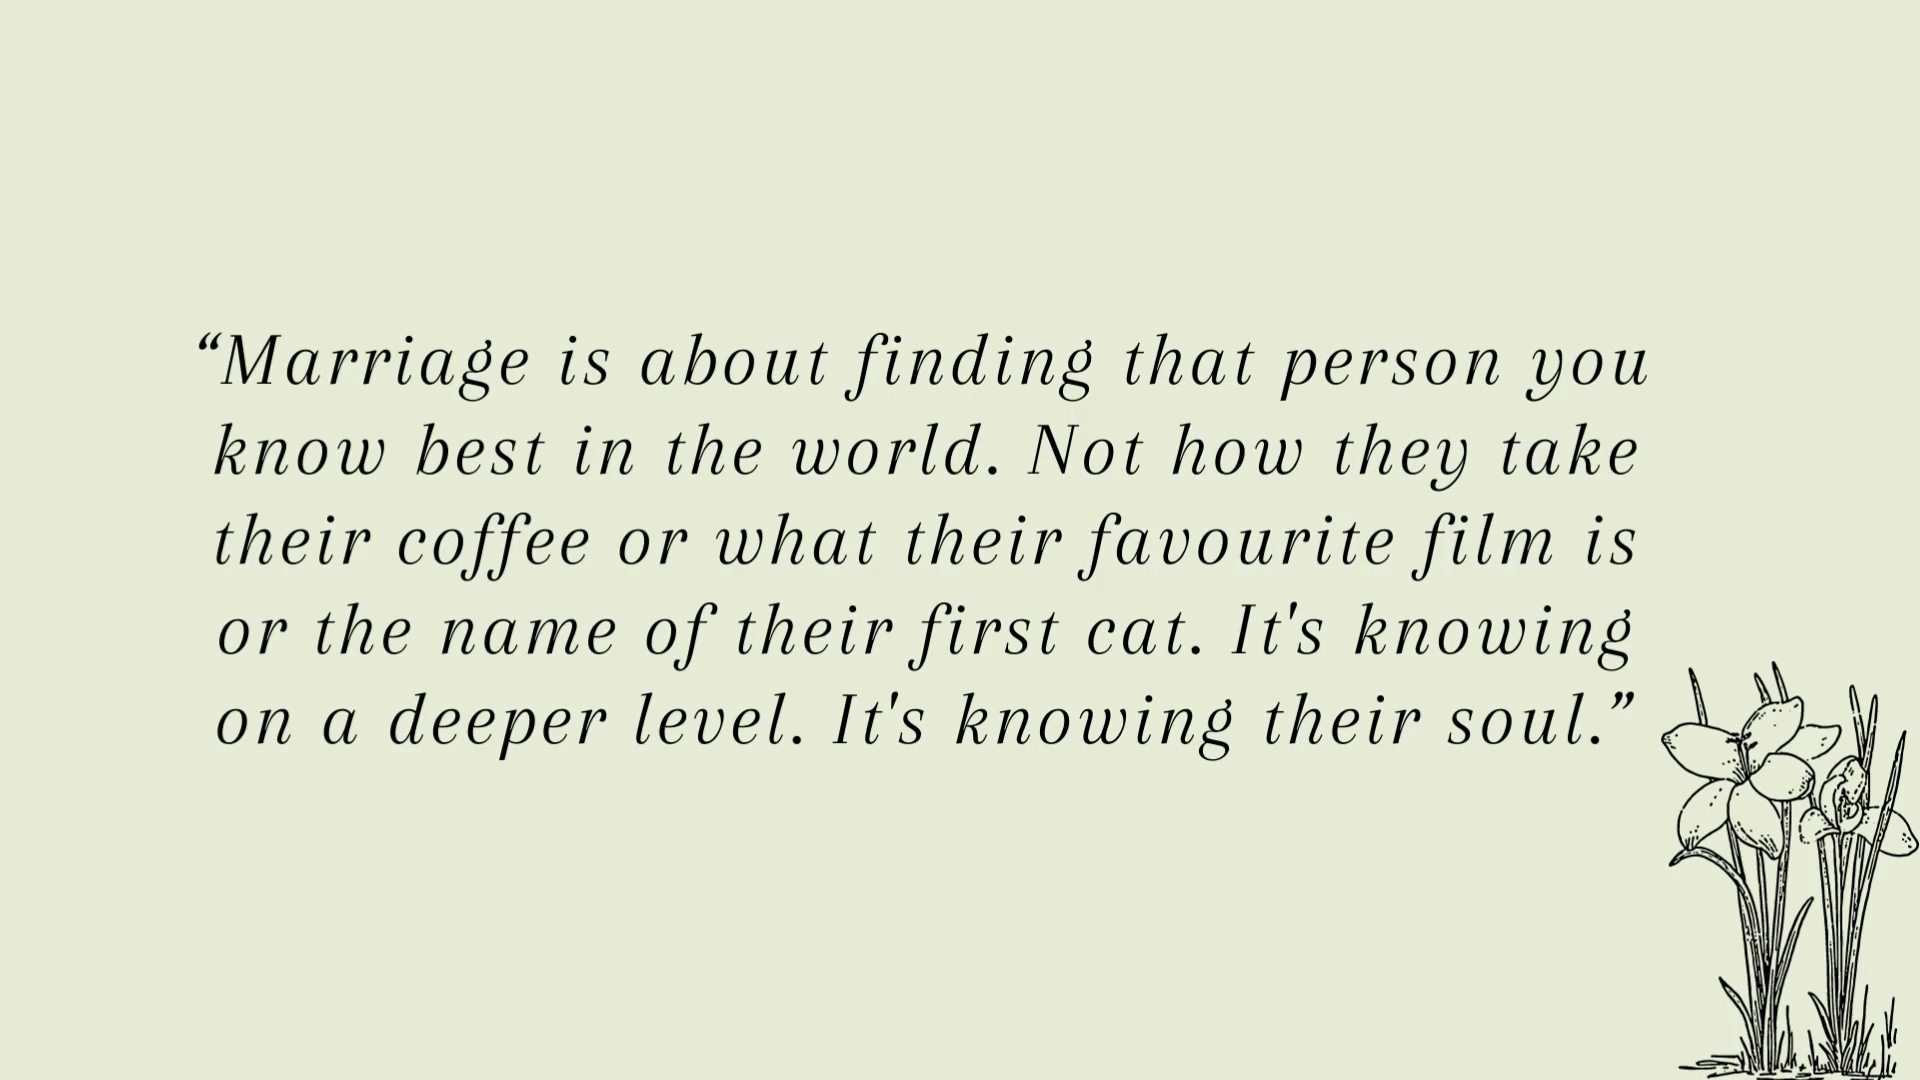 “Marriage is about finding that person you
know best in the world. Not how they take
their coffee or what their favourite film is
or the name of their first cat. It's knowing
on a deeper level. It's knowing their soul.”